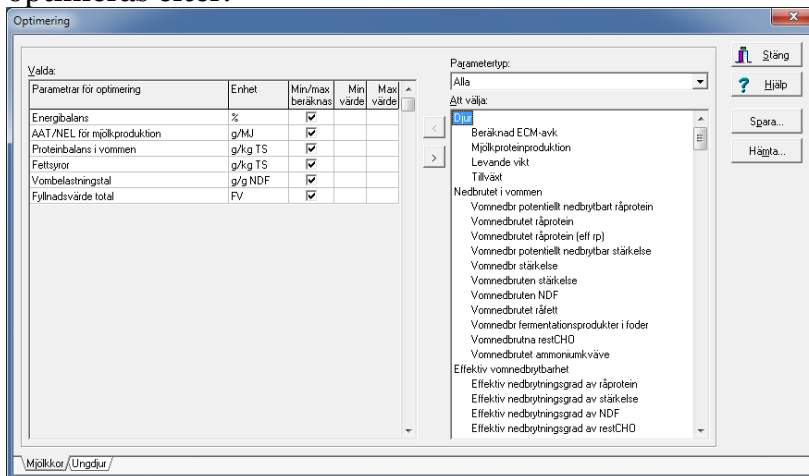 optimeras efter.
Optimering
Valda:
Parametrar för optimering Enhet Min/max beräknas Min värde Max värde
Energibalans %
AAT/NEL för mjölkproduktion g/MJ
Proteinbalans i vommen g/kg TS
Fettsyror g/kg TS
Vombelastningstal g/g NDF
Fyllnadsvärde total FV
<
>
Parametertyp:
Alla
Att välja:
Djur
Beräknad ECM-avk
Mjölkproteinproduktion
Levande vikt
Tillväxt
Nedbrutet i vommen
Vomnedbr potentiellt nedbrytbart råprotein
Vomnedbrutet råprotein
Vomnedbrutet råprotein (eff rp)
Vomnedbr potentiellt nedbrytbar stärkelse
Vomnedbr stärkelse
Vomnedbruten stärkelse
Vomnedbruten NDF
Vomnedbrutet råfett
Vomnedbr fermentationsprodukter i foder
Vomnedbrutna restCHO
Vomnedbrutet ammoniumkväve
Effektiv vomnedbrytbarhet
Effektiv nedbrytningsgrad av råprotein
Effektiv nedbrytningsgrad av stärkelse
Effektiv nedbrytningsgrad av NDF
Effektiv nedbrytningsgrad av restCHO
Stäng
? Hjälp
Spara...
Hämta...
Mjölkkor Ungdjur